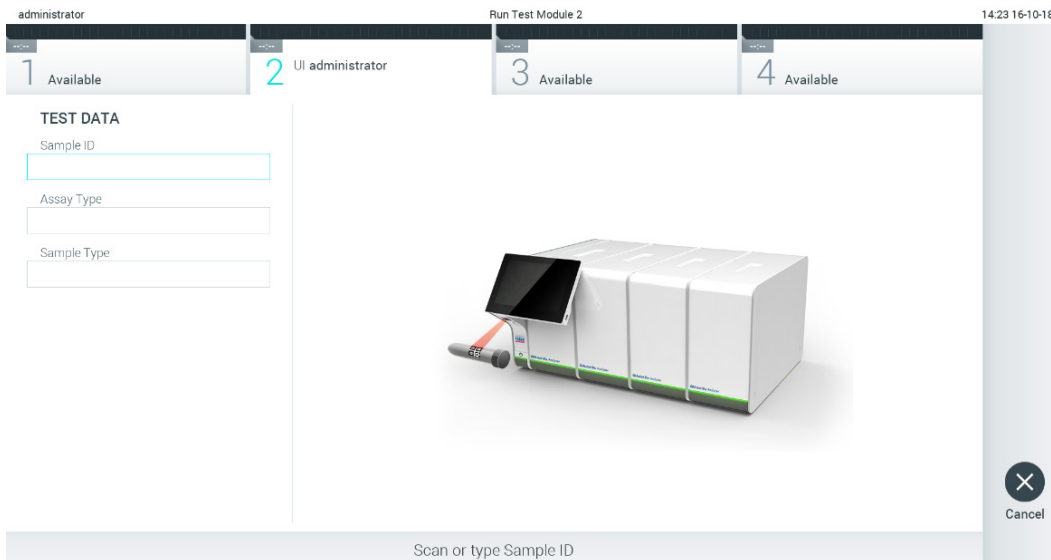 administrator
Run Test Module 2
14:23 16-10-18
--:--
--:--
--:--
--:--
1 Available
2 UI administrator
3 Available
4 Available
TEST DATA
Sample ID
Assay Type
Sample Type
Cancel
Scan or type Sample ID